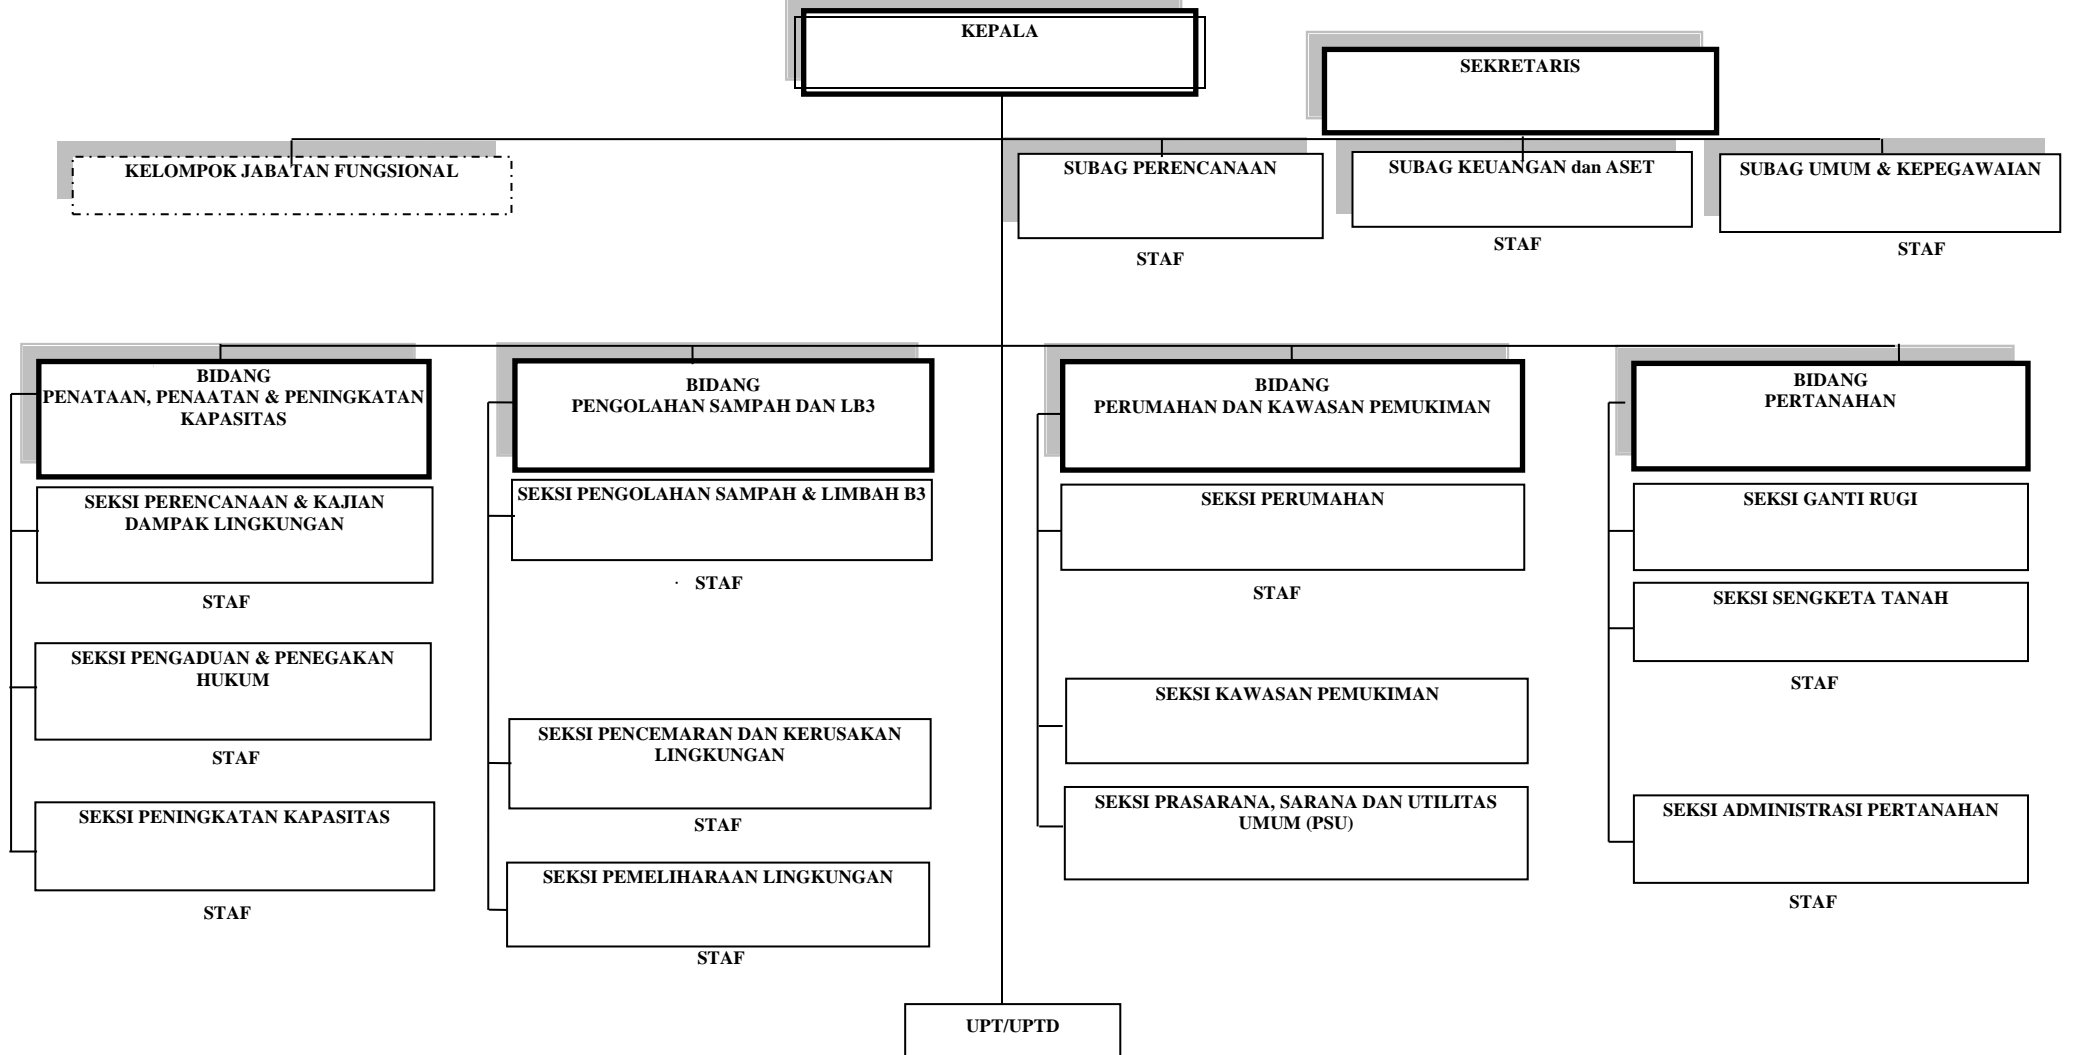 KEPALA
SEKRETARIS
KELOMPOK JABATAN FUNGSIONAL
SUBAG PERENCANAAN
SUBAG KEUANGAN dan ASET
SUBAG UMUM & KEPEGAWAIAN
STAF
STAF
STAF
BIDANG
PENATAAN, PENAATAN & PENINGKATAN
KAPASITAS
SEKSI PERENCANAAN & KAJIAN
DAMPAK LINGKUNGAN
STAF
SEKSI PENGADUAN & PENEGAKAN
HUKUM
STAF
SEKSI PENINGKATAN KAPASITAS
STAF
BIDANG
PENGOLAHAN SAMPAH DAN LB3
SEKSI PENGOLAHAN SAMPAH & LIMBAH B3
. STAF
SEKSI PENCEMARAN DAN KERUSAKAN
LINGKUNGAN
STAF
SEKSI PEMELIHARAAN LINGKUNGAN
STAF
BIDANG
PERUMAHAN DAN KAWASAN PEMUKIMAN
SEKSI PERUMAHAN
STAF
SEKSI KAWASAN PEMUKIMAN
SEKSI PRASARANA, SARANA DAN UTILITAS
UMUM (PSU)
BIDANG
PERTANAHAN
SEKSI GANTI RUGI
SEKSI SENGKETA TANAH
STAF
SEKSI ADMINISTRASI PERTANAHAN
STAF
UPT/UPTD